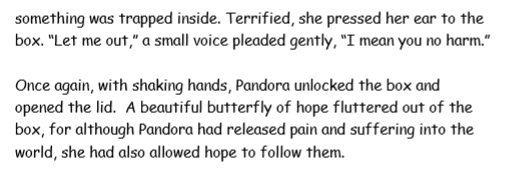 something was trapped inside. Terrified, she pressed her ear to the
box. "Let me out," a small voice pleaded gently, "I mean you no harm."
Once again, with shaking hands, Pandora unlocked the box and
opened the lid.  A beautiful butterfly of hope fluttered out of the
box, for although Pandora had released pain and suffering into the
world, she had also allowed hope to follow them.